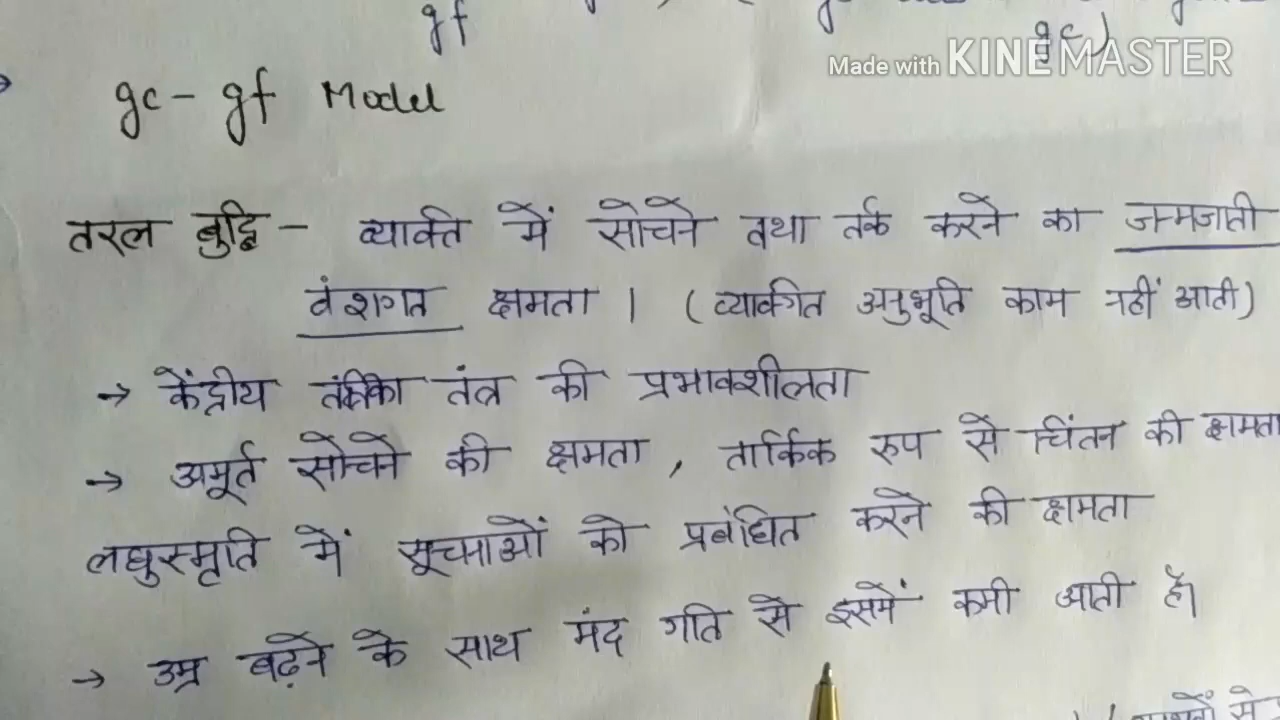 gf
gc)
Made with KINEMASTER
gc - gf Model
तरल बुद्धि - व्यक्ति में सोचने तथा तर्क करने का जन्मजाती
वंशगत क्षमता । (व्यक्गीत अनुभूति काम नहीं आती)
→ केंद्रीय तंत्रिका तंत्र की प्रभावशीलता
→ अमूर्त सोचने की क्षमता , तार्किक रुप से चिंतन की क्षमता
लघुस्मृति में सूचनाओं को प्रबंधित करने की क्षमता
→ उम्र बढ़ने के साथ मंद गति से इसमें कमी आती है।